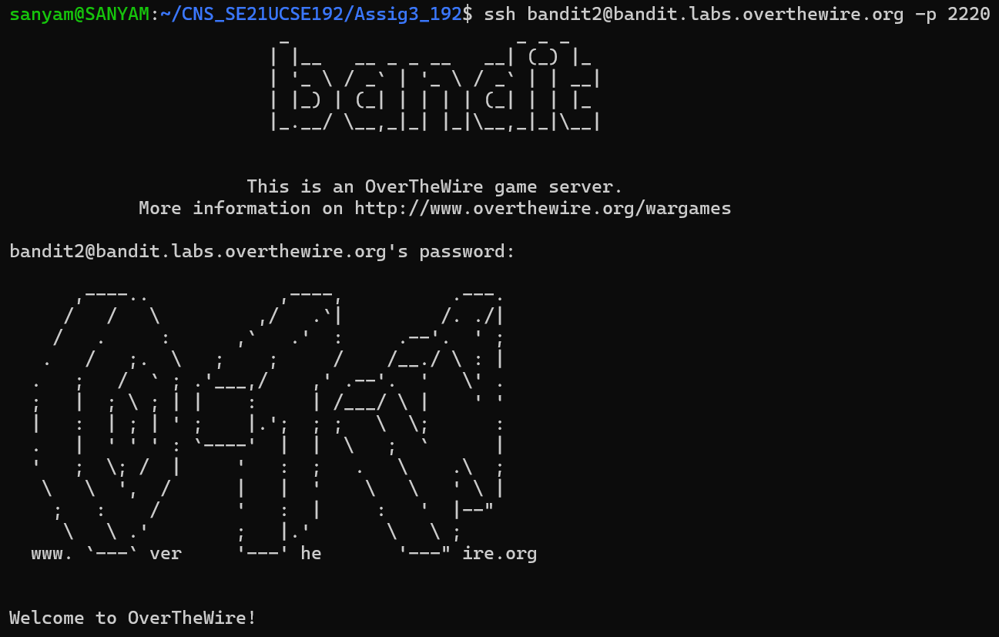 sanyam@SANYAM:~/CNS_SE21UCSE192/Assig3_192$ ssh bandit2@bandit.labs.overthewire.org -p 2220
                         _                     _ _ _
                        | |__   __ _ _ __   __| (_) |_
                        | '_ \ / _` | '_ \ / _` | | __|
                        | |_) | (_| | | | | (_| | | |_
                        |_.__/ \__,_|_| |_|\__,_|_|\__|
                      This is an OverTheWire game server.
            More information on http://www.overthewire.org/wargames
bandit2@bandit.labs.overthewire.org's password:
      ,----..            ,----,          .---.
     /   /   \         ,/   .`|         /. ./|
    /   .     :      ,`   .'  :     .--'.  ' ;
   .   /   ;.  \   ;    ;     /    /__./ \ : |
  .   ;   /  ` ; .'___,/    ,' .--'.  '   \' .
  ;   |  ; \ ; | |    :     | /___/ \ |    ' '
  |   :  | ; | ' ;    |.';  ; ;   \  \;      :
  .   |  ' ' ' : `----'  |  |  \   ;  `      |
  '   ;  \; /  |     '   :  ;   .   \    .\  ;
   \   \  ',  /      |   |  '    \   \   ' \ |
    ;   :    /       '   :  |     :   '  |--"
     \   \ .'        ;   |.'       \   \ ;
  www. `---` ver     '---' he       '---" ire.org
Welcome to OverTheWire!